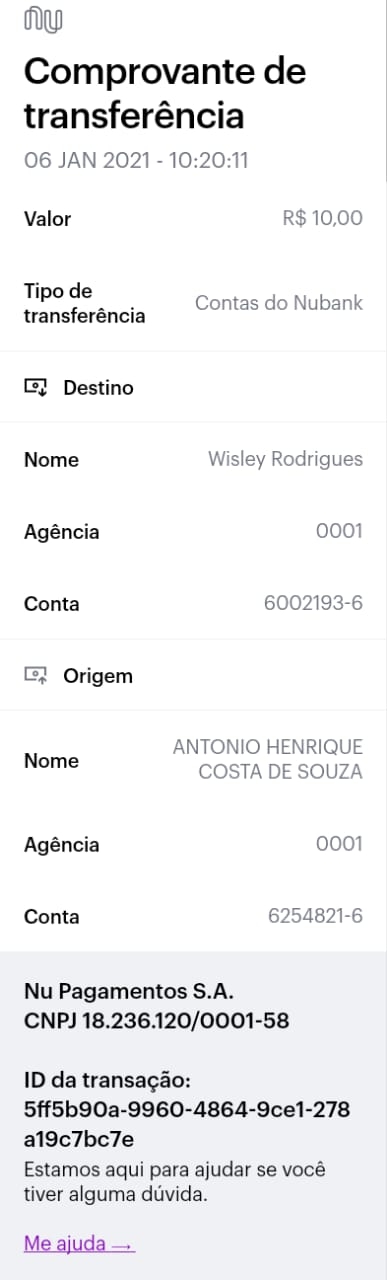 nu
Comprovante de
transferência
06 JAN 2021 - 10:20:11
Valor R$ 10,00
Tipo de
transferência Contas do Nubank
Destino
Nome Wisley Rodrigues
Agência 0001
Conta 6002193-6
Origem
Nome ANTONIO HENRIQUE
COSTA DE SOUZA
Agência 0001
Conta 6254821-6
Nu Pagamentos S.A.
CNPJ 18.236.120/0001-58
ID da transação:
5ff5b90a-9960-4864-9ce1-278
a19c7bc7e
Estamos aqui para ajudar se você
tiver alguma dúvida.
Me ajuda →